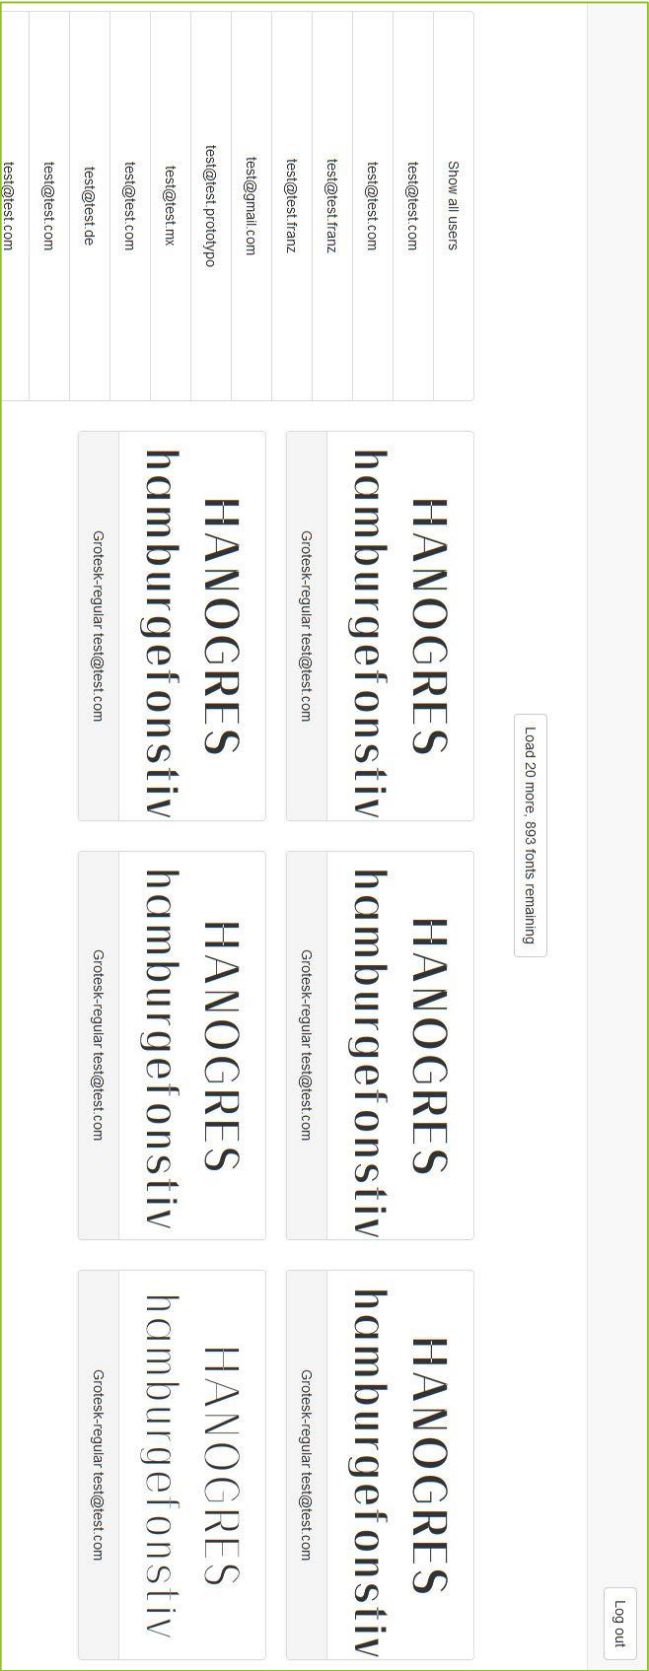 Log out
Load 20 more, 893 fonts remaining
Show all users
test@test.com
test@test.com
test@test.franz
test@test.franz
test@gmail.com
test@test.prototypo
test@test.mx
test@test.com
test@test.de
test@test.com
test@test.com
HANOGRES
hamburgefonstiv
Grotesk-regular test@test.com
HANOGRES
hamburgefonstiv
Grotesk-regular test@test.com
HANOGRES
hamburgefonstiv
Grotesk-regular test@test.com
HANOGRES
hamburgefonstiv
Grotesk-regular test@test.com
HANOGRES
hamburgefonstiv
Grotesk-regular test@test.com
HANOGRES
hamburgefonstiv
Grotesk-regular test@test.com